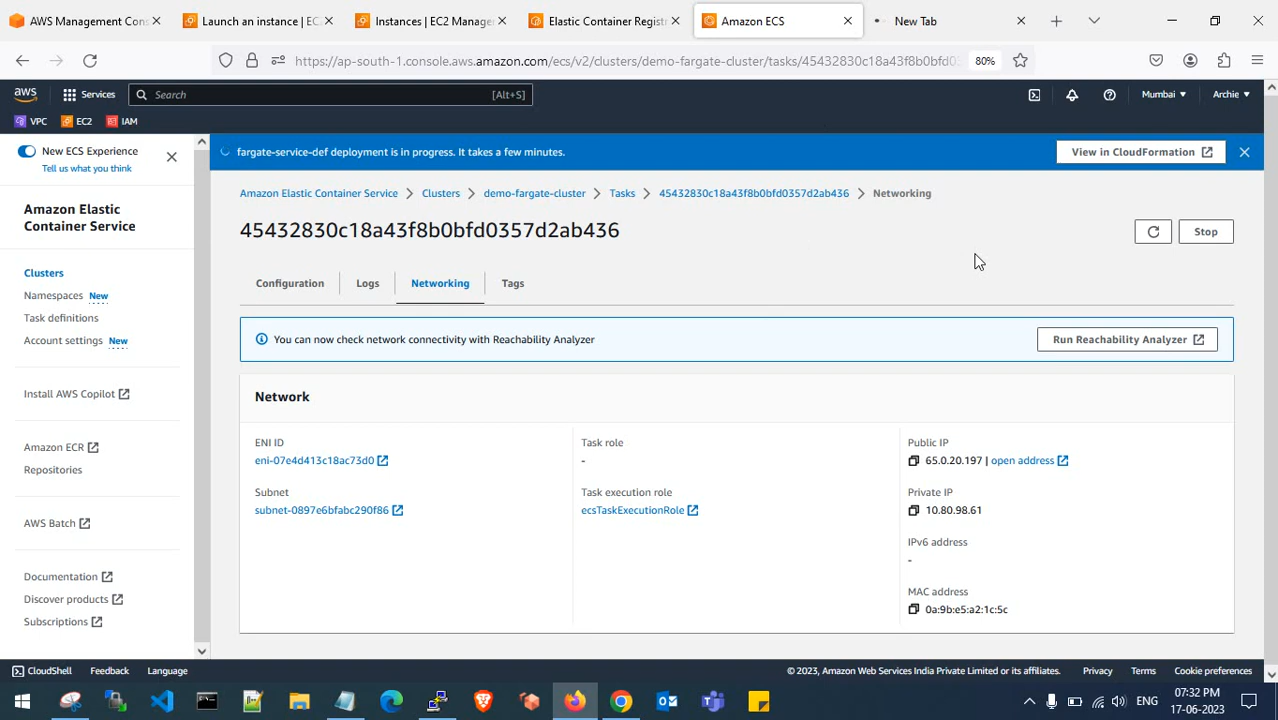 AWS Management Con
Launch an instance | EC
Instances | EC2 Manage
Elastic Container Regist
Amazon ECS
New Tab
https://ap-south-1.console.aws.amazon.com/ecs/v2/clusters/demo-fargate-cluster/tasks/45432830c18a43f8b0bfd0
80%
aws
Services
Search
[Alt+S]
Mumbai
Archie
VPC
EC2
IAM
New ECS Experience
Tell us what you think
fargate-service-def deployment is in progress. It takes a few minutes.
View in CloudFormation
Amazon Elastic Container Service
Clusters
demo-fargate-cluster
Tasks
45432830c18a43f8b0bfd0357d2ab436
Networking
Amazon Elastic
Container Service
45432830c18a43f8b0bfd0357d2ab436
Stop
Clusters
Namespaces New
Task definitions
Account settings New
Install AWS Copilot
Amazon ECR
Repositories
AWS Batch
Documentation
Discover products
Subscriptions
Configuration
Logs
Networking
Tags
You can now check network connectivity with Reachability Analyzer
Run Reachability Analyzer
Network
ENI ID
eni-07e4d413c18ac73d0
Subnet
subnet-0897e6bfabc290f86
Task role
-
Task execution role
ecsTaskExecutionRole
Public IP
65.0.20.197 | open address
Private IP
10.80.98.61
IPv6 address
-
MAC address
0a:9b:e5:a2:1c:5c
CloudShell
Feedback
Language
© 2023, Amazon Web Services India Private Limited or its affiliates.
Privacy
Terms
Cookie preferences
ENG
07:32 PM
17-06-2023